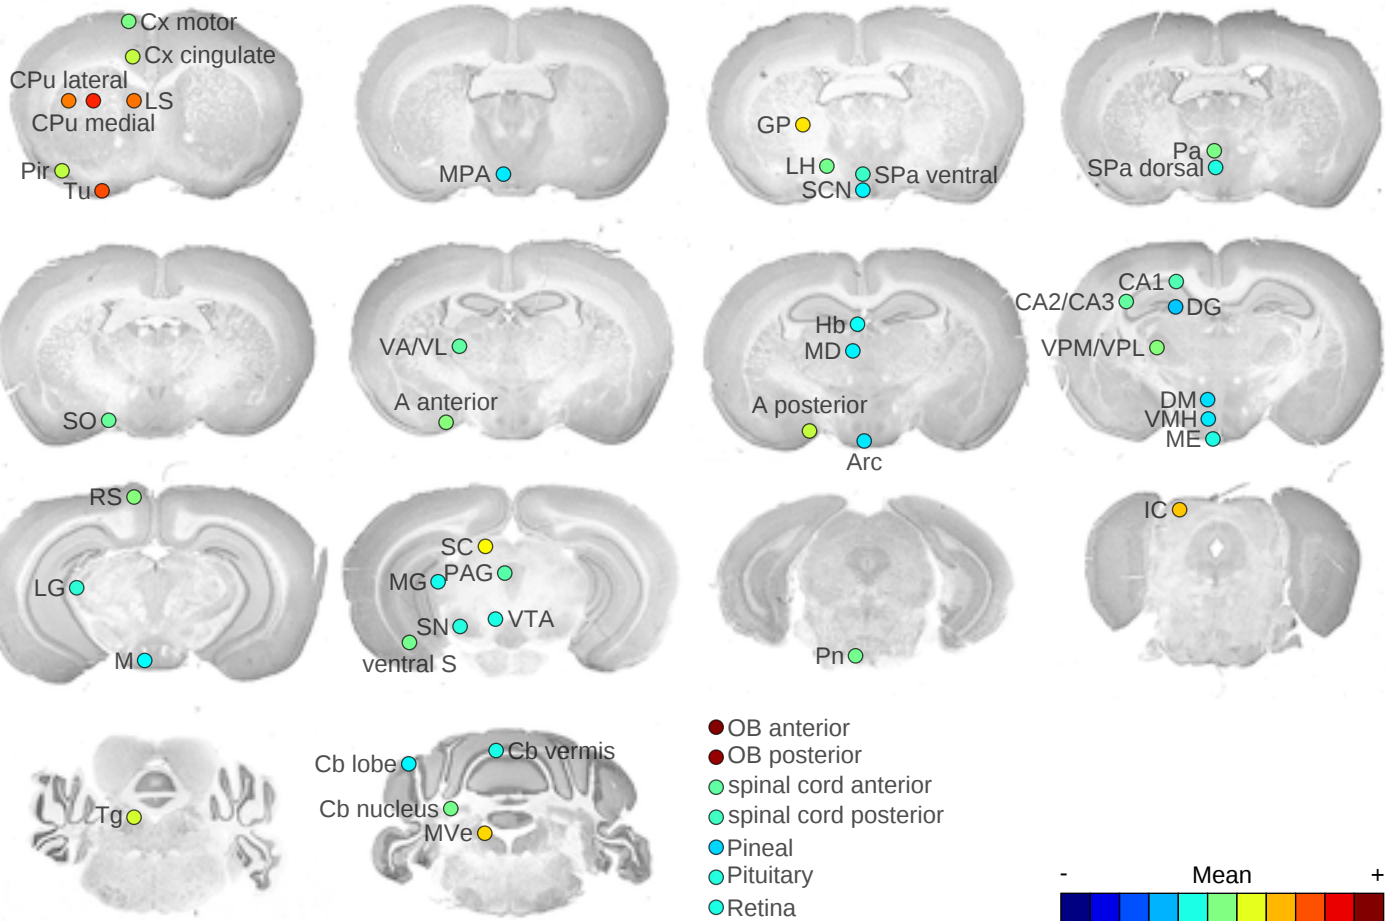 Cx motor
Cx cingulate
CPu lateral
LS
CPu medial
Pir
Tu
MPA
GP
LH
SPa ventral
SCN
Pa
SPa dorsal
SO
VA/VL
A anterior
Hb
MD
A posterior
Arc
CA1
CA2/CA3
DG
VPM/VPL
DM
VMH
ME
RS
LG
M
SC
PAG
MG
SN
VTA
ventral S
Pn
IC
Tg
Cb vermis
Cb lobe
Cb nucleus
MVe
OB anterior
OB posterior
spinal cord anterior
spinal cord posterior
Pineal
Pituitary
Retina
- Mean +